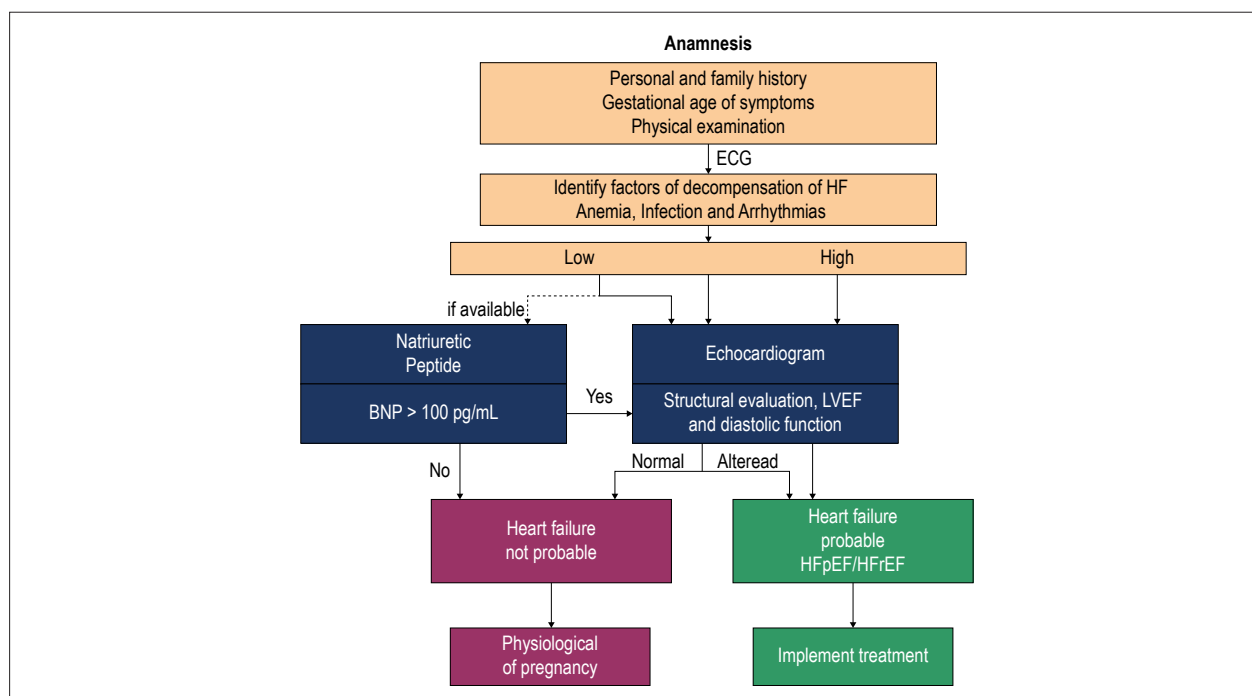 Anamnesis
Personal and family history
Gestational age of symptoms
Physical examination
ECG
Identify factors of decompensation of HF
Anemia, Infection and Arrhythmias
Low
High
if available
Natriuretic
Peptide
BNP > 100 pg/mL
Yes
Echocardiogram
Structural evaluation, LVEF
and diastolic function
No
Normal
Alteread
Heart failure
not probable
Heart failure
probable
HFpEF/HFrEF
Physiological
of pregnancy
Implement treatment